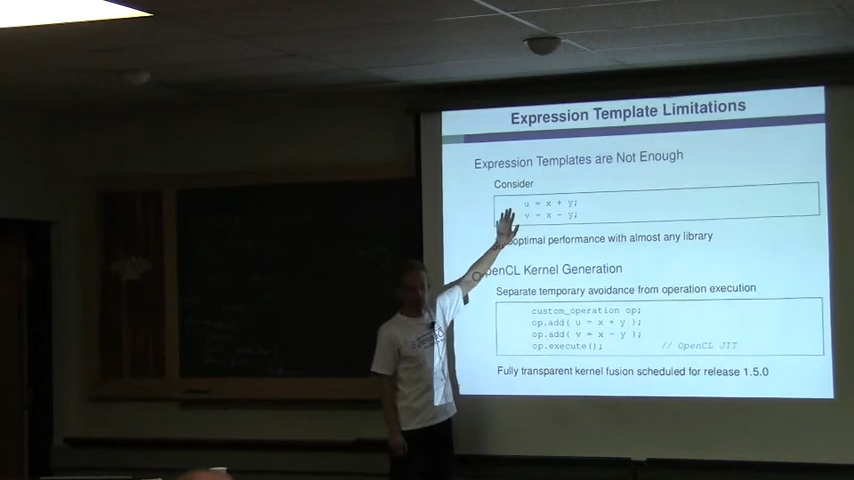 Expression Template Limitations
Expression Templates are Not Enough
Consider
u = x + y;
v = x - y;
optimal performance with almost any library
OpenCL Kernel Generation
Separate temporary avoidance from operation execution
custom_operation op;
op.add( u = x + y );
op.add( v = x - y );
op.execute(); // OpenCL JIT
Fully transparent kernel fusion scheduled for release 1.5.0